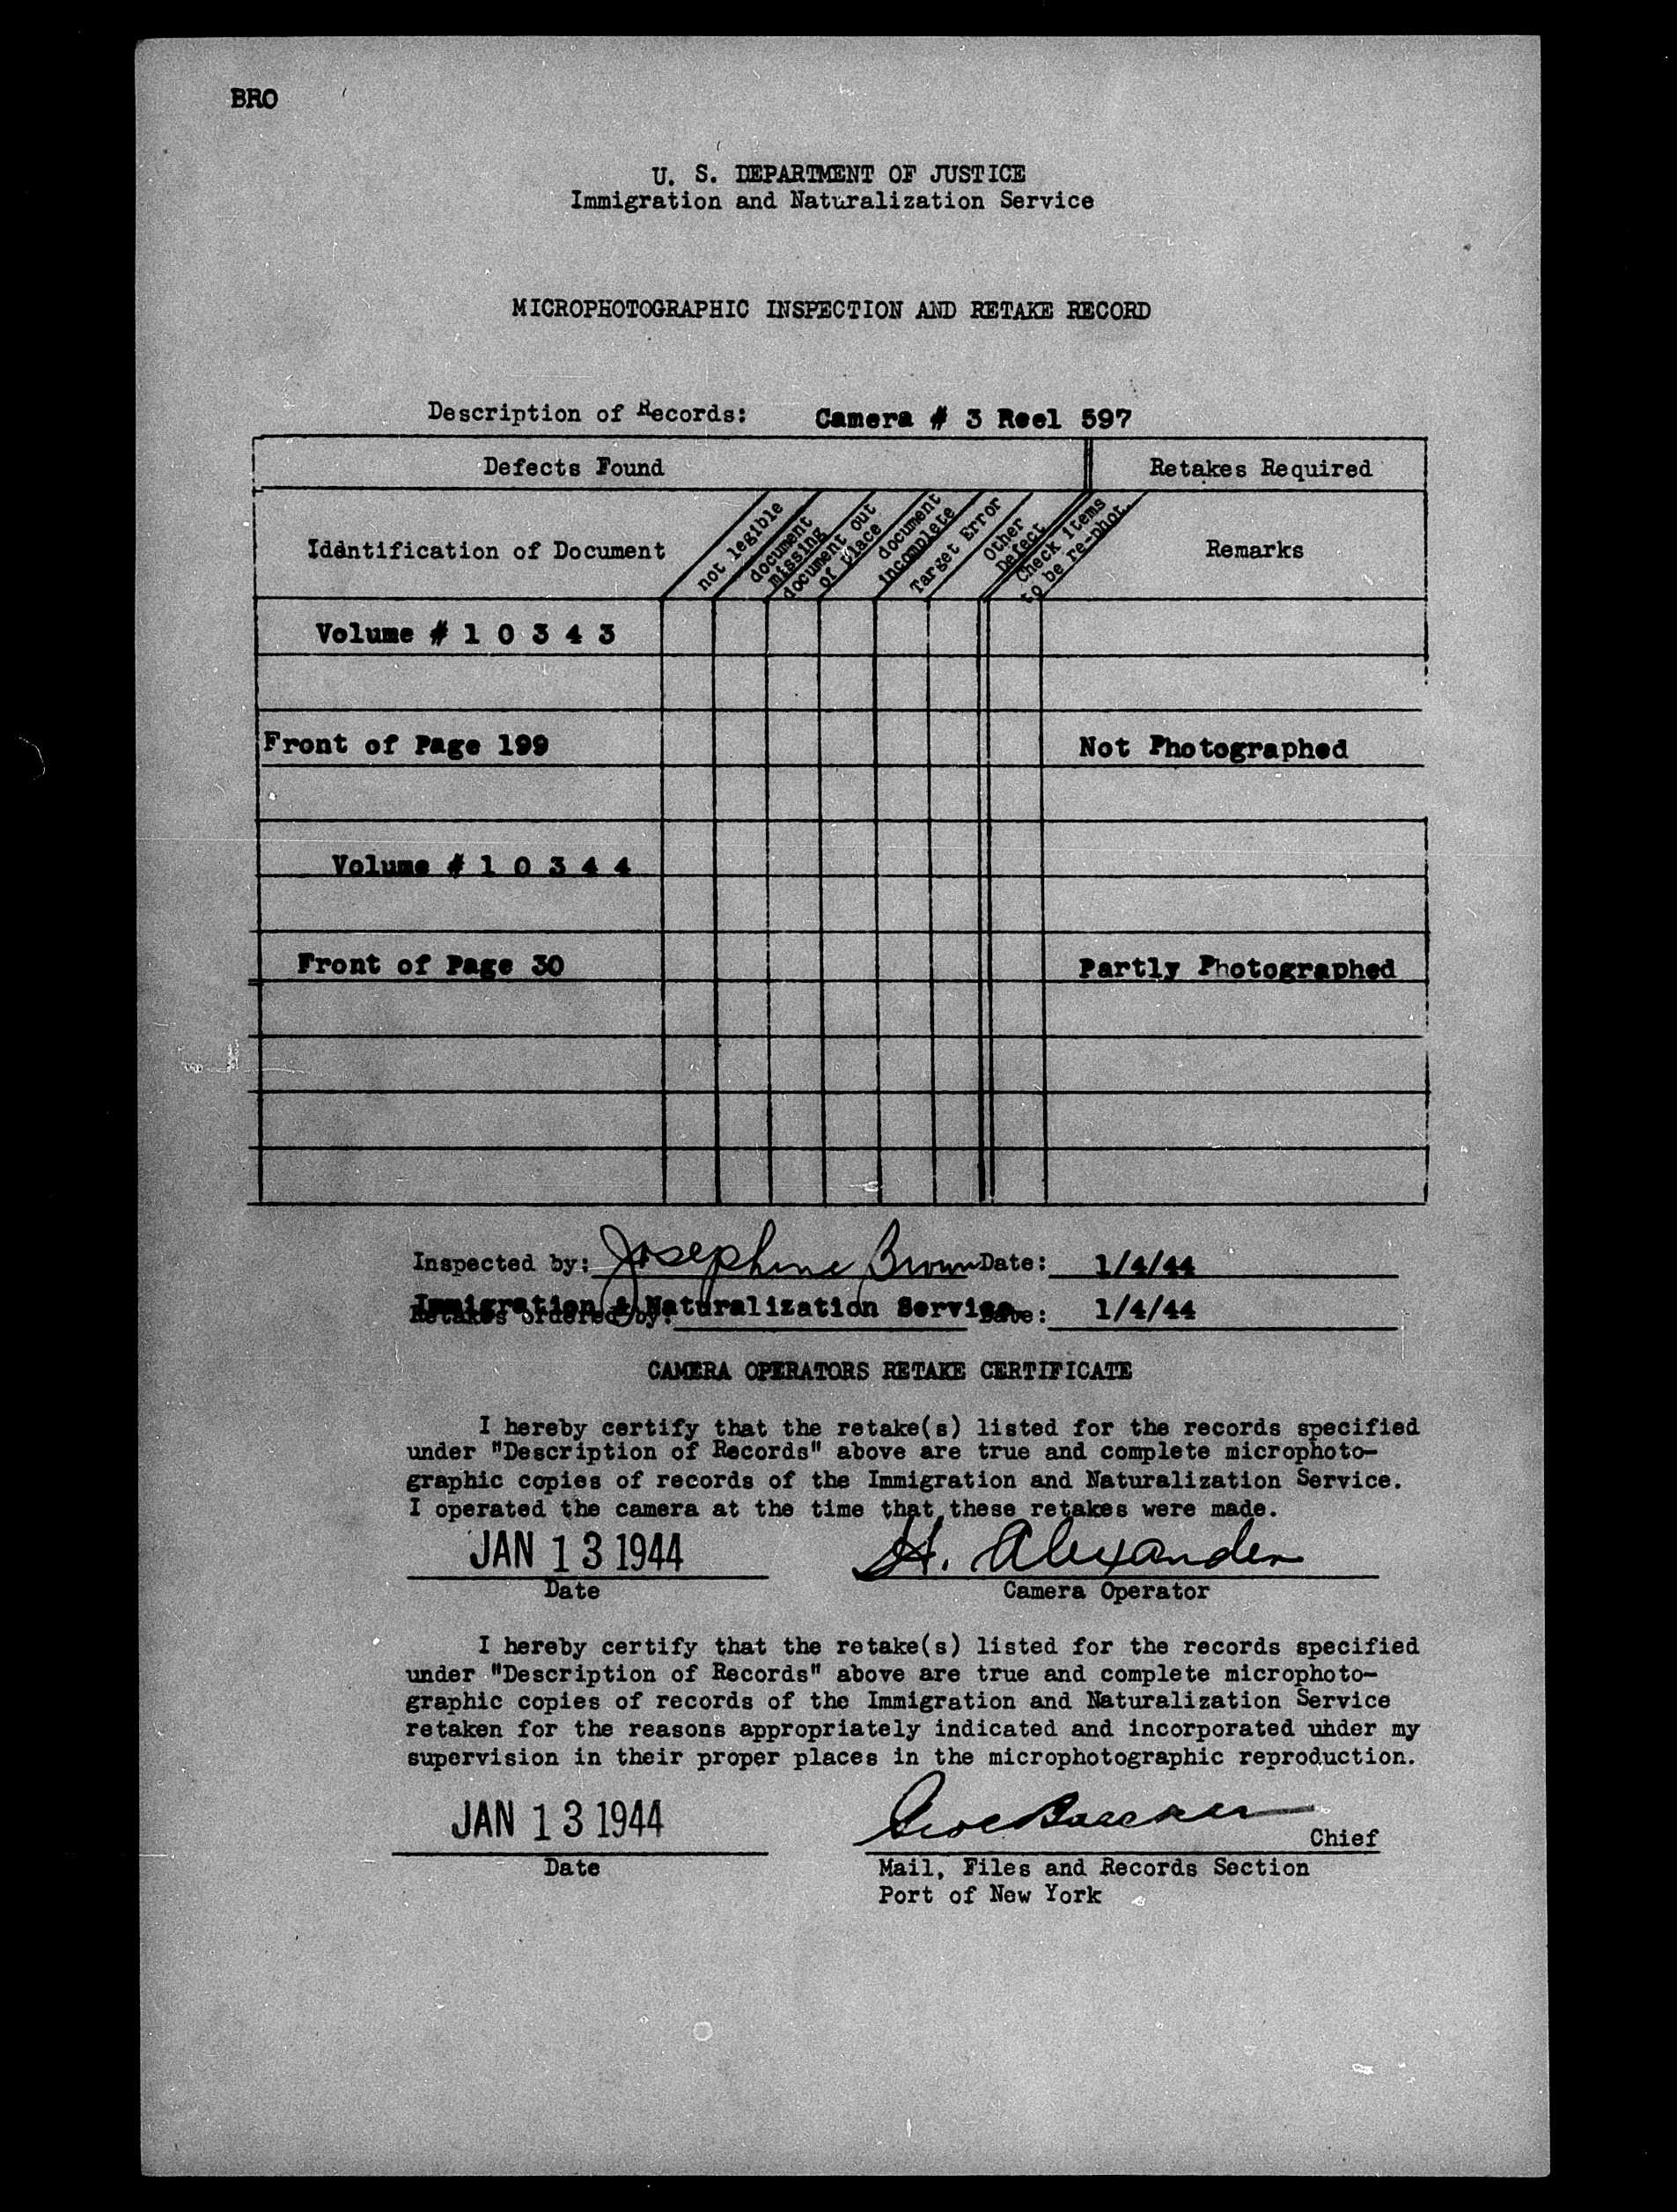 BRO
U. S. DEPARTMENT OF JUSTICE
Immigration and Naturalization Service
MICROPHOTOGRAPHIC INSPECTION AND RETAKE RECORD
Description of Records: Camera # 3 Reel 597
Defects Found Retakes Required
Identification of Document
not legible
document
missing
document out
of place
document
incomplete
Target Error
Other
Defect
Check items
to be re-phot.
Remarks
Volume # 1 0 3 4 3
Front of Page 199 Not Photographed
Volume # 1 0 3 4 4
Front of Page 30 Partly Photographed
Inspected by: Josephine Brown Date: 1/4/44
Immigration & Naturalization Service
Retakes ordered by: Date: 1/4/44
CAMERA OPERATORS RETAKE CERTIFICATE
I hereby certify that the retake(s) listed for the records specified
under "Description of Records" above are true and complete microphoto-
graphic copies of records of the Immigration and Naturalization Service.
I operated the camera at the time that these retakes were made.
JAN 13 1944 H. Alexander
Date Camera Operator
I hereby certify that the retake(s) listed for the records specified
under "Description of Records" above are true and complete microphoto-
graphic copies of records of the Immigration and Naturalization Service
retaken for the reasons appropriately indicated and incorporated under my
supervision in their proper places in the microphotographic reproduction.
JAN 13 1944 Chief
Date Mail, Files and Records Section
Port of New York